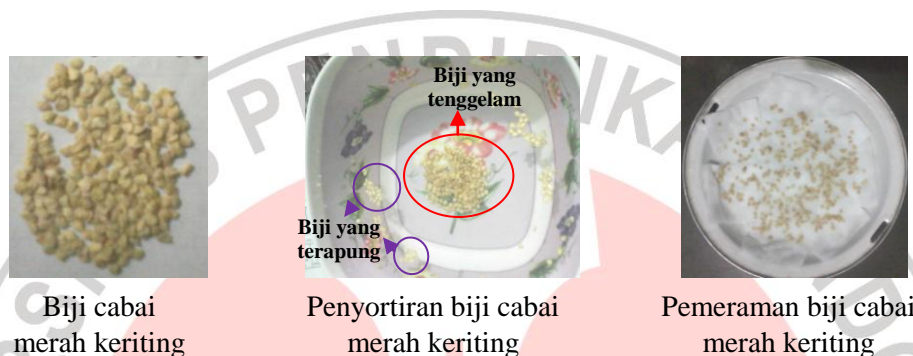 Biji yang
tenggelam
Biji yang
terapung
Biji cabai
merah keriting
Penyortiran biji cabai
merah keriting
Pemeraman biji cabai
merah keriting